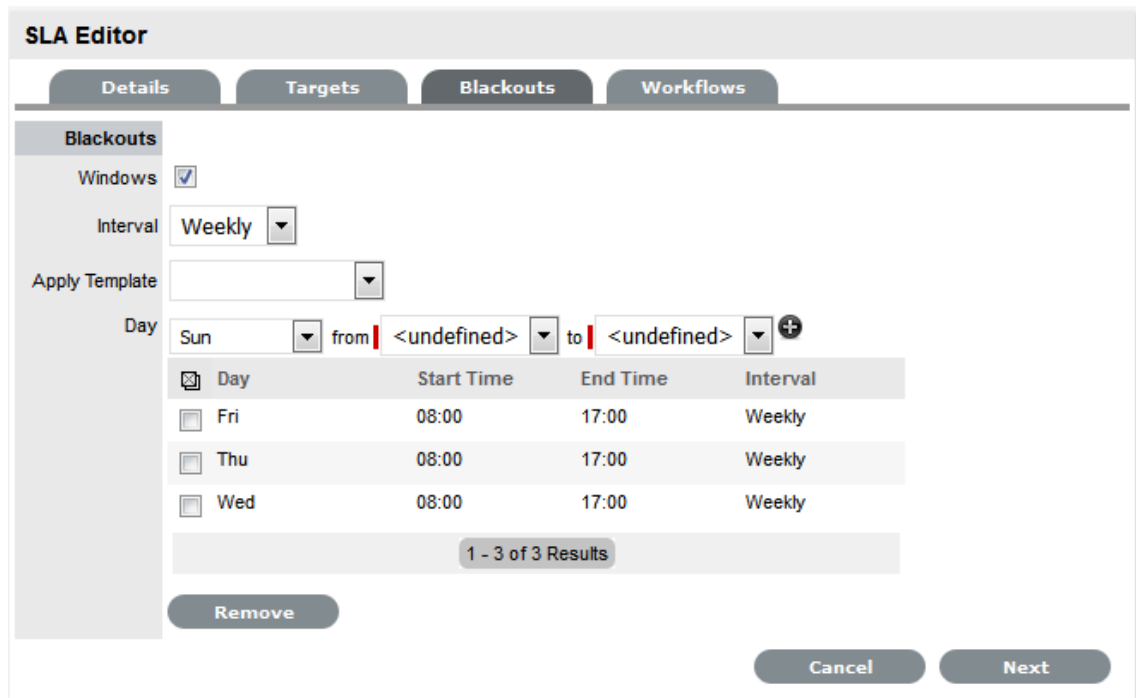 SLA Editor
Details Targets Blackouts Workflows
Blackouts
Windows
Interval Weekly
Apply Template
Day Sun from <undefined> to <undefined>
Day Start Time End Time Interval
Fri 08:00 17:00 Weekly
Thu 08:00 17:00 Weekly
Wed 08:00 17:00 Weekly
1 - 3 of 3 Results
Remove
Cancel Next